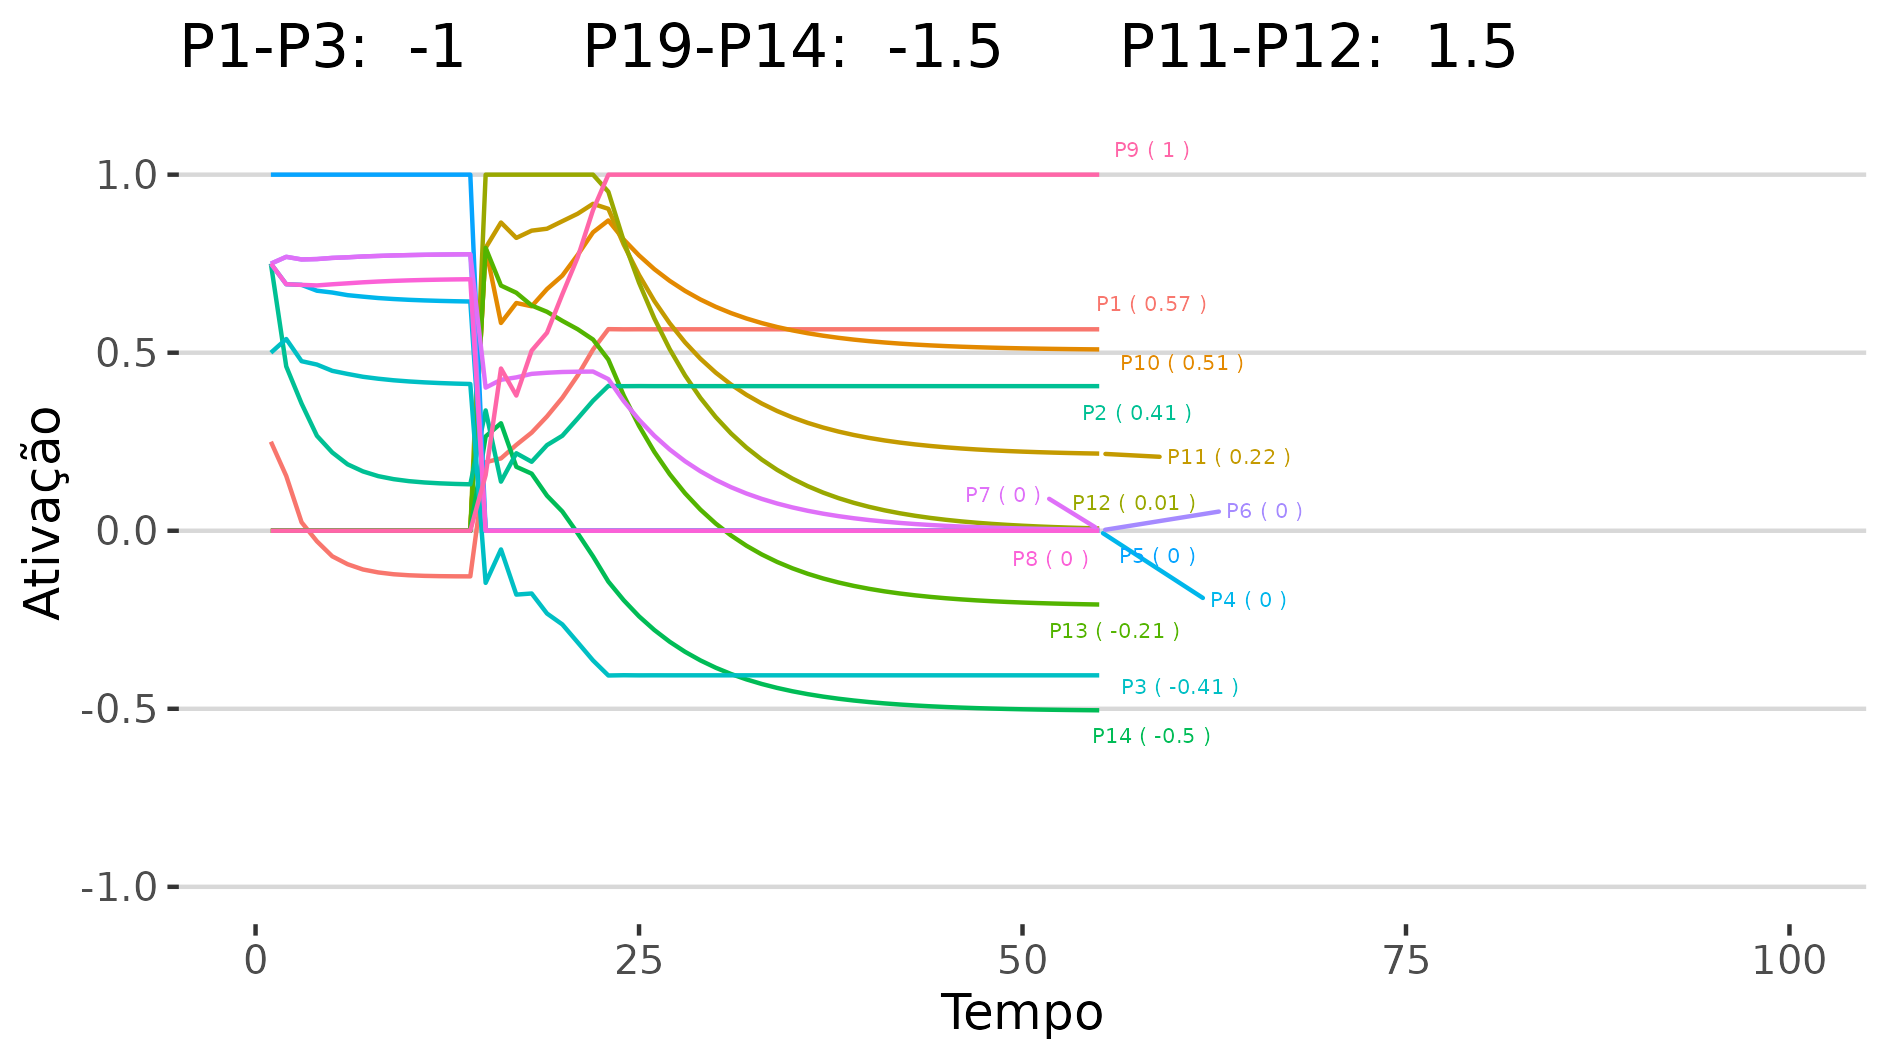 P1-P3:  -1      P19-P14:  -1.5      P11-P12:  1.5
P9 ( 1 )
1.0
P1 ( 0.57 )
0.5
P10 ( 0.51 )
P2 ( 0.41 )
P11 ( 0.22 )
P7 ( 0 )
P12 ( 0.01 )
P6 ( 0 )
0.0
P8 ( 0 )
P5 ( 0 )
P4 ( 0 )
P13 ( -0.21 )
P3 ( -0.41 )
-0.5
P14 ( -0.5 )
-1.0
Ativação
0 25 50 75 100
Tempo